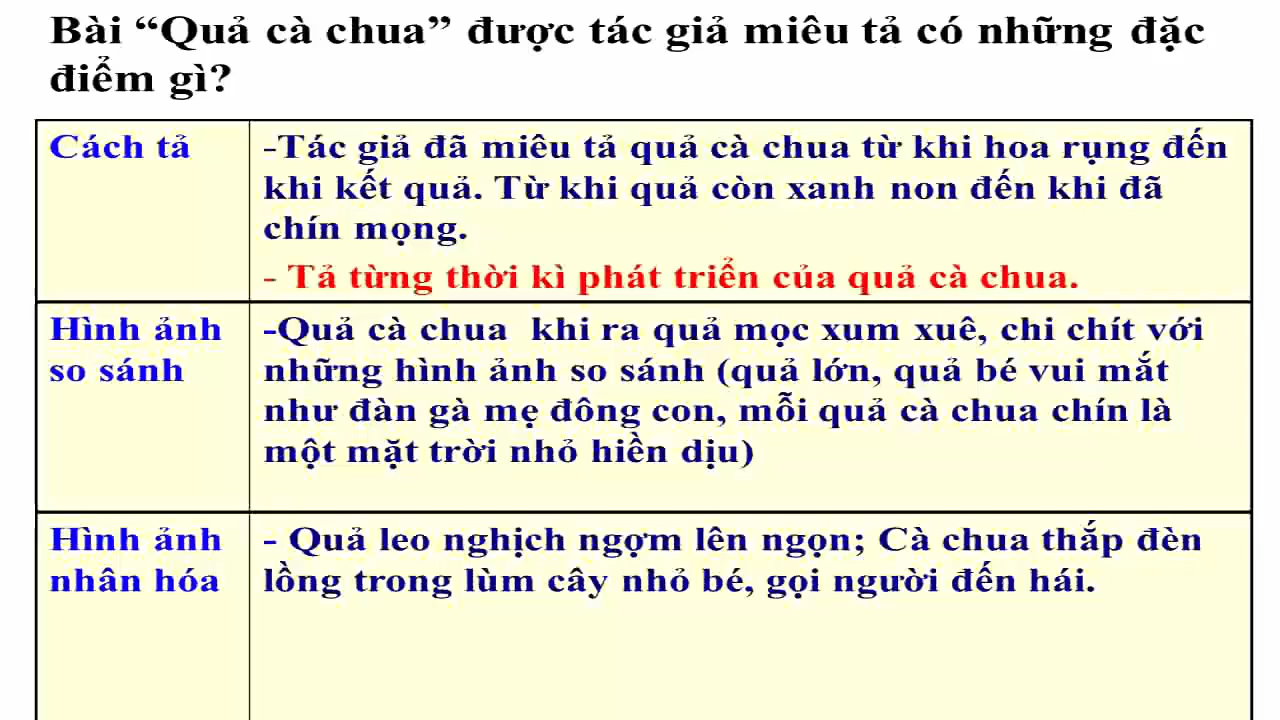 Bài “Quả cà chua” được tác giả miêu tả có những đặc
điểm gì?
Cách tả
-Tác giả đã miêu tả quả cà chua từ khi hoa rụng đến
khi kết quả. Từ khi quả còn xanh non đến khi đã
chín mọng.
- Tả từng thời kì phát triển của quả cà chua.
Hình ảnh
so sánh
-Quả cà chua khi ra quả mọc xum xuê, chi chít với
những hình ảnh so sánh (quả lớn, quả bé vui mắt
như đàn gà mẹ đông con, mỗi quả cà chua chín là
một mặt trời nhỏ hiền dịu)
Hình ảnh
nhân hóa
- Quả leo nghịch ngợm lên ngọn; Cà chua thắp đèn
lồng trong lùm cây nhỏ bé, gọi người đến hái.